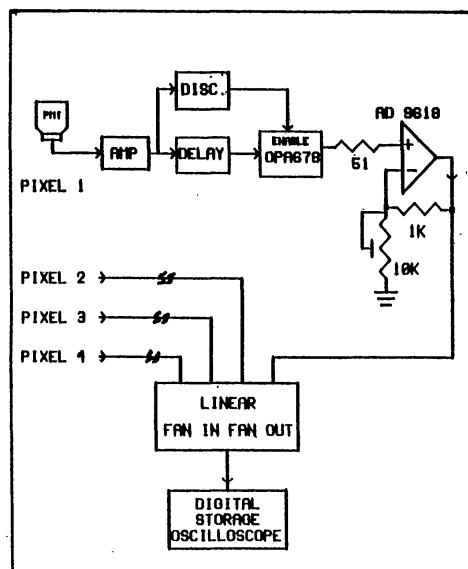 PMT
DISC.
AMP
DELAY
ENABLE
OPA678
51
AD 9618
+
-
1K
10K
PIXEL 1
PIXEL 2
PIXEL 3
PIXEL 4
LINEAR
FAN IN FAN OUT
DIGITAL
STORAGE
OSCILLOSCOPE